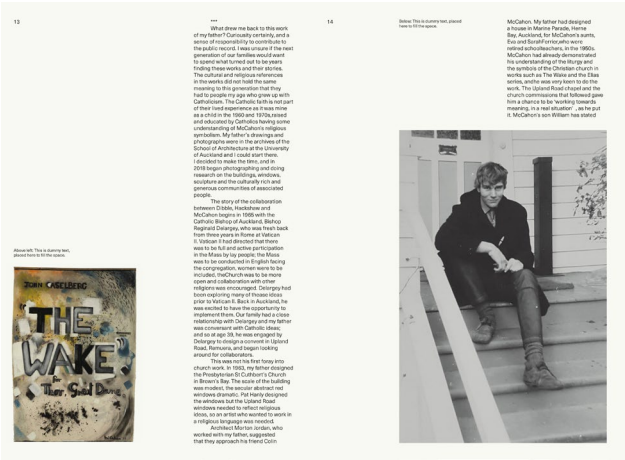 13
Above left: This is dummy text,
placed here to fill the space.
JOHN CASELBERG
THE
WAKE
***
What drew me back to this work
of my father? Curiousity certainly, and a
sense of responsibility to contribute to
the public record. I was unsure if the next
generation of our families would want
to spend what turned out to be years
finding these works and their stories.
The cultural and religious references
in the works did not hold the same
meaning to this generation that they
had to people my age who grew up with
Catholicism. The Catholic faith is not part
of their lived experience as it was mine
as a child in the 1960 and 1970s, raised
and educated by Catholics having some
understanding of McCahon's religious
symbolism. My father's drawings and
photographs were in the archives of the
School of Architecture at the University
of Auckland and I could start there.
I decided to make the time, and in
2018 began photographing and doing
research on the buildings, windows,
sculpture and the culturally rich and
generous communities of associated
people.
The story of the collaboration
between Dibble, Hackshaw and
McCahon begins in 1965 with the
Catholic Bishop of Auckland, Bishop
Reginald Delargey, who was fresh back
from three years in Rome at Vatican
II. Vatican II had directed that there
was to be full and active participation
in the Mass by lay people; the Mass
was to be conducted in English facing
the congregation, women were to be
included, theChurch was to be more
open and collaboration with other
religions was encouraged. Delargey had
been exploring many of those ideas
prior to Vatican II. Back in Auckland, he
was excited to have the opportunity to
implement them. Our family had a close
relationship with Delargey and my father
was conversant with Catholic ideas;
and so at age 39, he was engaged by
Delargey to design a convent in Upland
Road, Remuera, and began looking
around for collaborators.
This was not his first foray into
church work. In 1963, my father designed
the Presbyterian St Cuthbert's Church
in Brown's Bay. The scale of the building
was modest, the secular abstract red
windows dramatic. Pat Hanly designed
the windows but the Upland Road
windows needed to reflect religious
ideas, so an artist who wanted to work in
a religious language was needed.
Architect Morton Jordan, who
worked with my father, suggested
that they approach his friend Colin
14
Below: This is dummy text, placed
here to fill the space.
McCahon. My father had designed
a house in Marine Parade, Herne
Bay, Auckland, for McCahon's aunts,
Eva and SarahFerrior,who were
retired schoolteachers, in the 1950s.
McCahon had already demonstrated
his understanding of the liturgy and
the symbols of the Christian church in
works such as The Wake and the Elias
series, andhe was very keen to do the
work. The Upland Road chapel and the
church commissions that followed gave
him a chance to be 'working towards
meaning, in a real situation' , as he put
it. McCahon's son William has stated